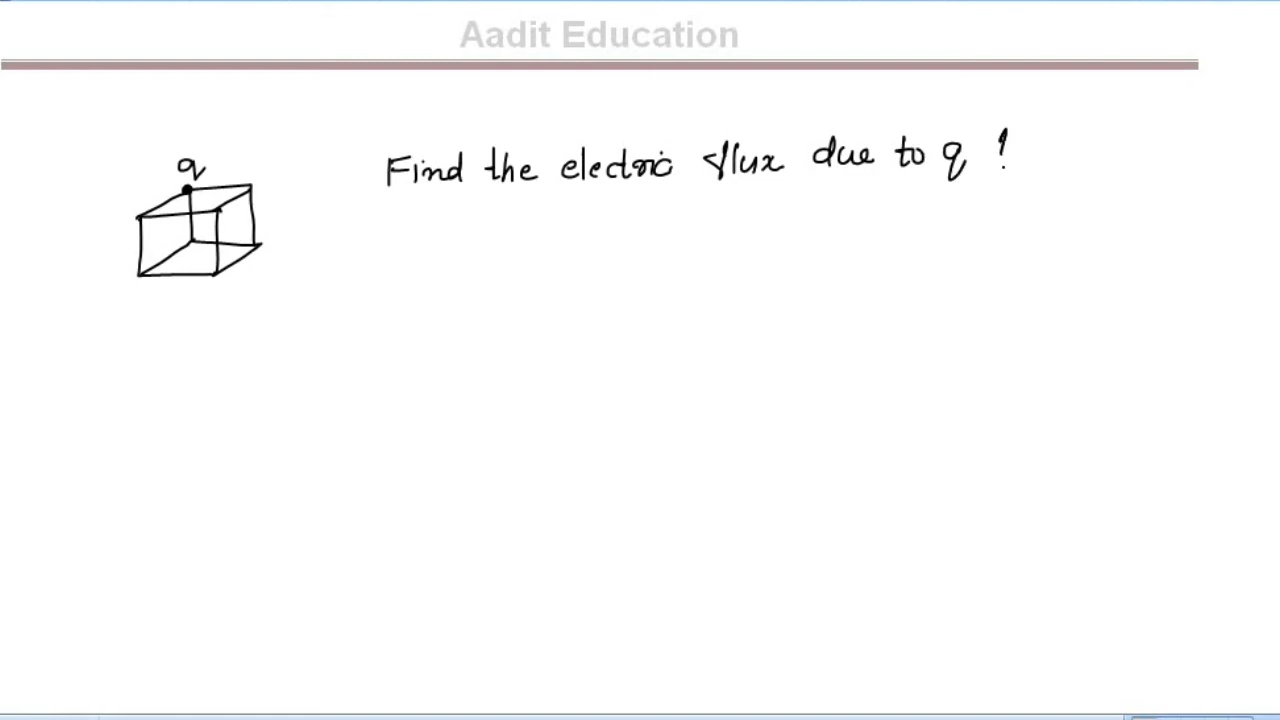 Aadit Education
q
Find the electric flux due to q ?